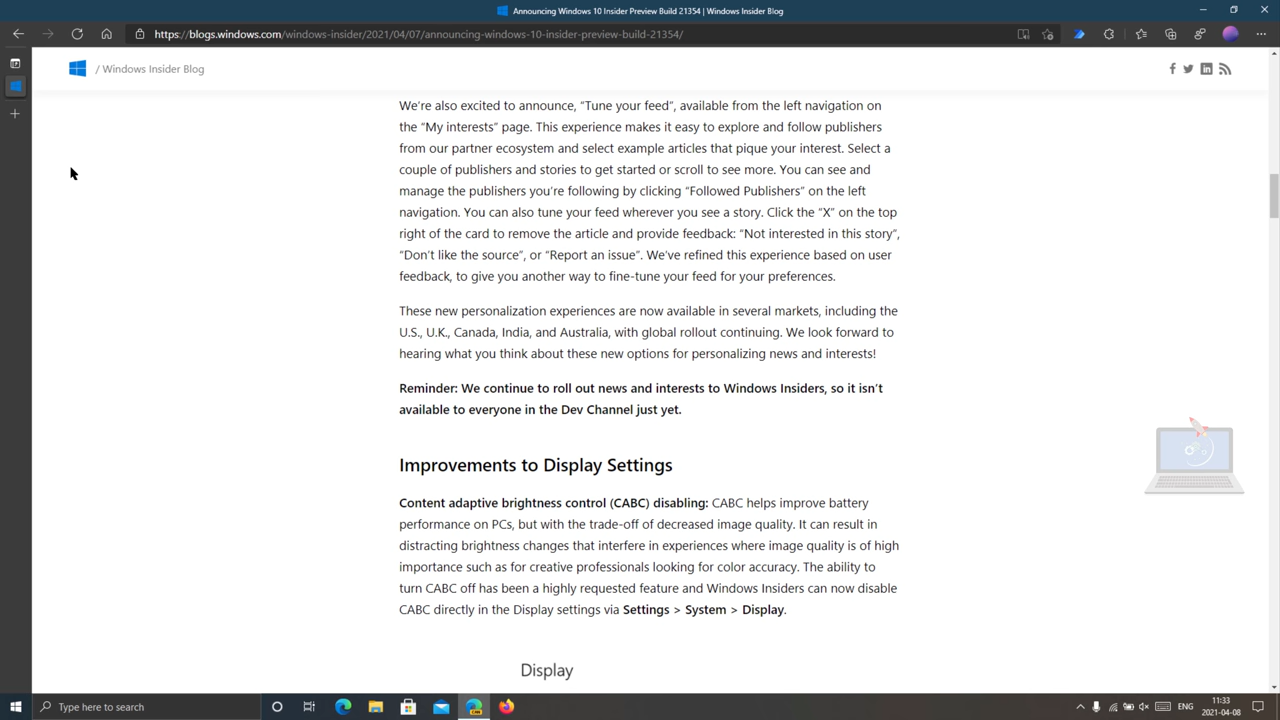 Announcing Windows 10 Insider Preview Build 21354 | Windows Insider Blog
https://blogs.windows.com/windows-insider/2021/04/07/announcing-windows-10-insider-preview-build-21354/
/ Windows Insider Blog
We're also excited to announce, “Tune your feed”, available from the left navigation on
the “My interests” page. This experience makes it easy to explore and follow publishers
from our partner ecosystem and select example articles that pique your interest. Select a
couple of publishers and stories to get started or scroll to see more. You can see and
manage the publishers you’re following by clicking “Followed Publishers” on the left
navigation. You can also tune your feed wherever you see a story. Click the “X” on the top
right of the card to remove the article and provide feedback: “Not interested in this story”,
“Don’t like the source”, or “Report an issue”. We’ve refined this experience based on user
feedback, to give you another way to fine-tune your feed for your preferences.
These new personalization experiences are now available in several markets, including the
U.S., U.K., Canada, India, and Australia, with global rollout continuing. We look forward to
hearing what you think about these new options for personalizing news and interests!
Reminder: We continue to roll out news and interests to Windows Insiders, so it isn’t
available to everyone in the Dev Channel just yet.
Improvements to Display Settings
Content adaptive brightness control (CABC) disabling: CABC helps improve battery
performance on PCs, but with the trade-off of decreased image quality. It can result in
distracting brightness changes that interfere in experiences where image quality is of high
importance such as for creative professionals looking for color accuracy. The ability to
turn CABC off has been a highly requested feature and Windows Insiders can now disable
CABC directly in the Display settings via Settings > System > Display.
Display
Type here to search
ENG
11:33
2021-04-08